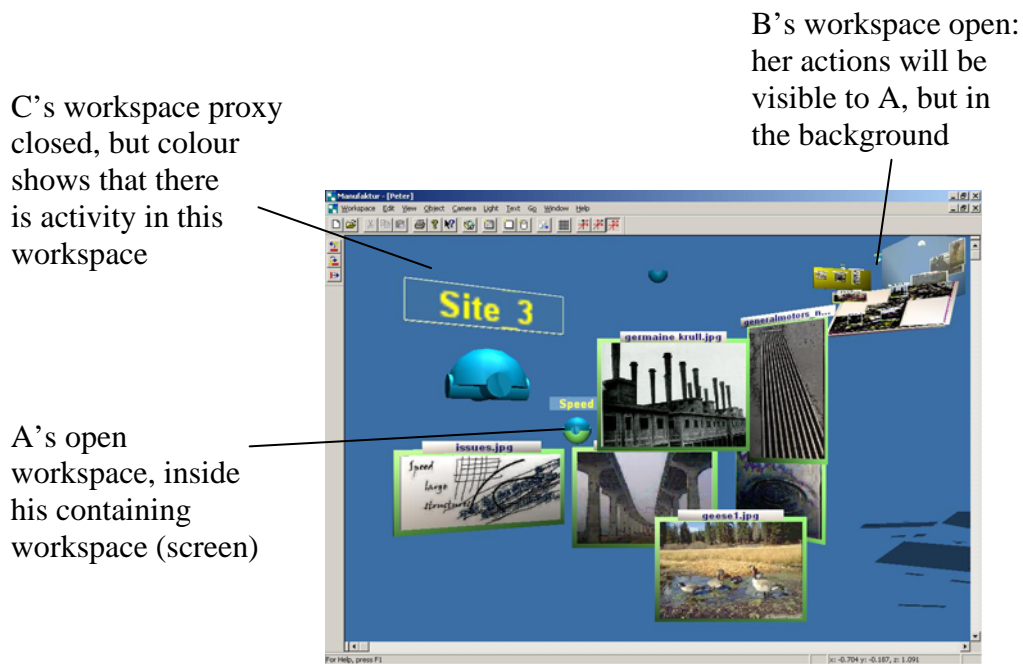 B’s workspace open:
her actions will be
visible to A, but in
the background
C’s workspace proxy
closed, but colour
shows that there
is activity in this
workspace
A’s open
workspace, inside
his containing
workspace (screen)
Manufaktur - [Peter]
Workspace Edit View Object Camera Light Text Go Window Help
Site_3
generalmotors_n...
germaine krull.jpg
Speed
issues.jpg
Speed
large
structures
geese1.jpg
For Help, press F1
x: -0.704 y: -0.187, z: 1.091